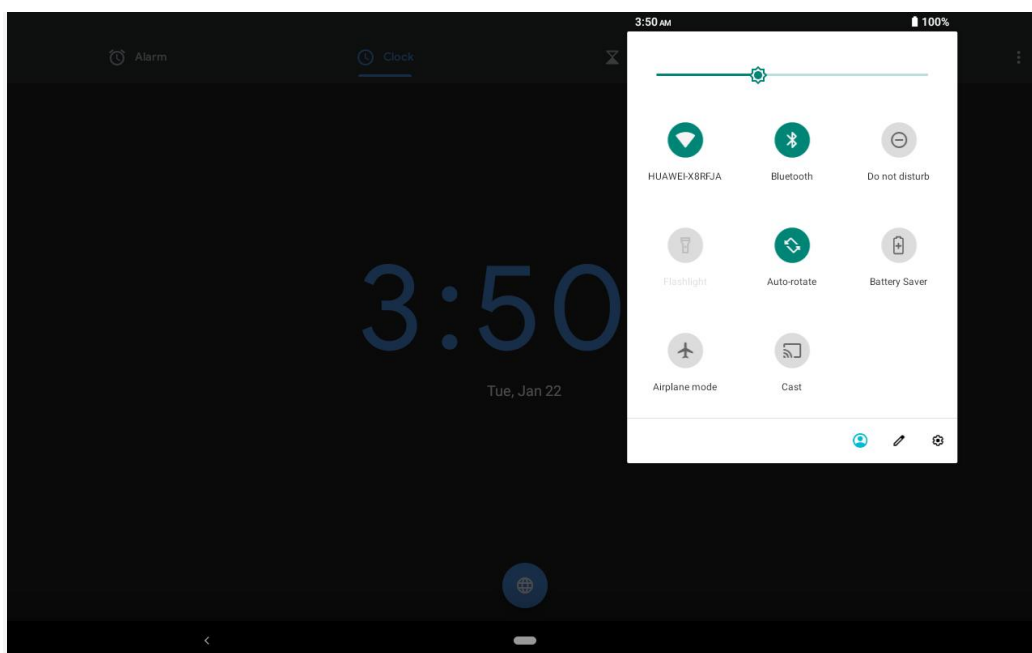 3:50 AM 100%
Alarm Clock
HUAWEI-X8RFJA Bluetooth Do not disturb
Flashlight Auto-rotate Battery Saver
3:50
Airplane mode Cast
Tue, Jan 22